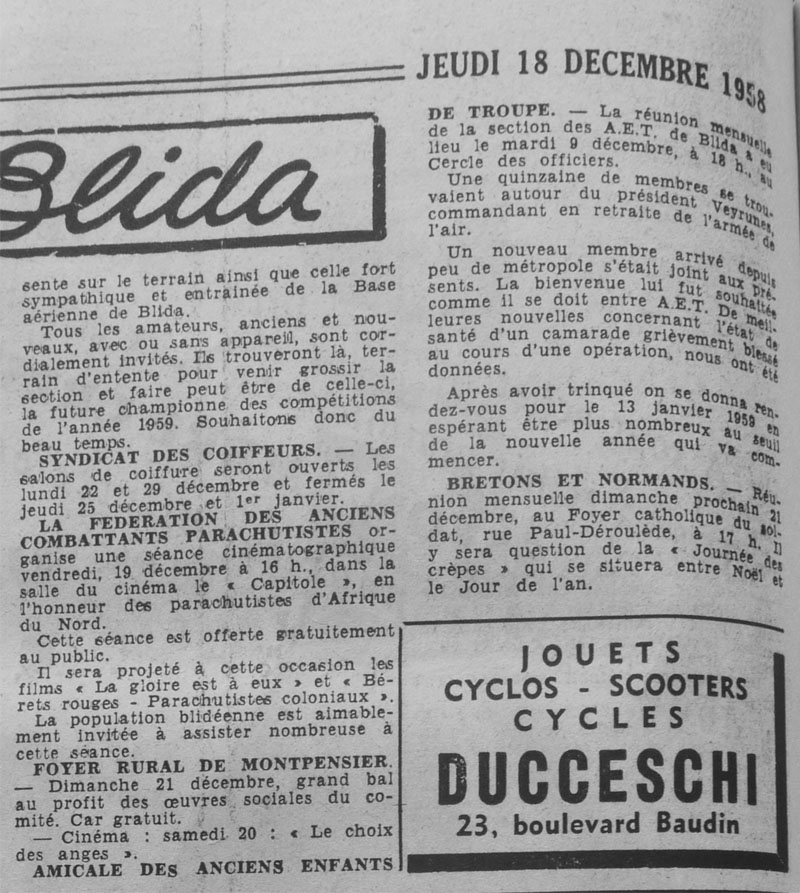 JEUDI 18 DECEMBRE 1958
Blida
sente sur le terrain ainsi que celle fort
sympathique et entrainée de la Base
aérienne de Blida.
Tous les amateurs, anciens et nou-
veaux, avec ou sans appareil, sont cor-
dialement invités. Ils trouveront là, ter-
rain d'entente pour venir grossir la
section et faire peut être de celle-ci,
la future championne des compétitions
de l'année 1959. Souhaitons donc du
beau temps.
SYNDICAT DES COIFFEURS. — Les
salons de coiffure seront ouverts les
lundi 22 et 29 décembre et fermés le
jeudi 25 décembre et 1er janvier.
LA FEDERATION DES ANCIENS
COMBATTANTS PARACHUTISTES or-
ganise une séance cinématographique
vendredi, 19 décembre à 16 h., dans la
salle du cinéma le « Capitole », en
l'honneur des parachutistes d'Afrique
du Nord.
Cette séance est offerte gratuitement
au public.
Il sera projeté à cette occasion les
films « La gloire est à eux » et « Bé-
rets rouges - Parachutistes coloniaux ».
La population blidéenne est aimable-
ment invitée à assister nombreuse à
cette séance.
FOYER RURAL DE MONTPENSIER.
— Dimanche 21 décembre, grand bal
au profit des œuvres sociales du co-
mité. Car gratuit.
— Cinéma : samedi 20 : « Le choix
des anges ».
AMICALE DES ANCIENS ENFANTS
DE TROUPE. — La réunion mensuelle
de la section des A.E.T. de Blida a eu
lieu le mardi 9 décembre, à 18 h., au
Cercle des officiers.
Une quinzaine de membres se trou-
vaient autour du président Veyrunes,
commandant en retraite de l'armée de
l'air.
Un nouveau membre arrivé depuis
peu de métropole s'était joint aux pré-
sents. La bienvenue lui fut souhaitée
comme il se doit entre A.E.T. De meil-
leures nouvelles concernant l'état de
santé d'un camarade grièvement blessé
au cours d'une opération, nous ont été
données.
Après avoir trinqué on se donna ren-
dez-vous pour le 13 janvier 1959 en
espérant être plus nombreux au seuil
de la nouvelle année qui va com-
mencer.
BRETONS ET NORMANDS. — Réu-
nion mensuelle dimanche prochain 21
décembre, au Foyer catholique du sol-
dat, rue Paul-Déroulède, à 17 h. Il
y sera question de la « Journée des
crèpes » qui se situera entre Noël et
le Jour de l'an.
JOUETS
CYCLOS - SCOOTERS
CYCLES
DUCCESCHI
23, boulevard Baudin